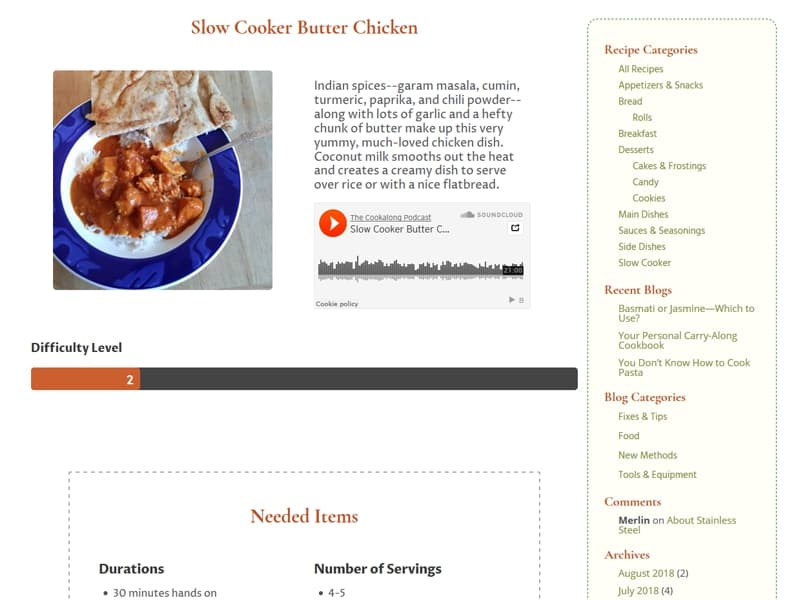 Slow Cooker Butter Chicken
Indian spices--garam masala, cumin,
turmeric, paprika, and chili powder--
along with lots of garlic and a hefty
chunk of butter make up this very
yummy, much-loved chicken dish.
Coconut milk smooths out the heat
and creates a creamy dish to serve
over rice or with a nice flatbread.
The Cookalong Podcast
SOUNDCLOUD
Slow Cooker Butter C...
21:00
Cookie policy
8
Difficulty Level
2
Needed Items
Durations
30 minutes hands on
Number of Servings
4-5
Recipe Categories
All Recipes
Appetizers & Snacks
Bread
Rolls
Breakfast
Desserts
Cakes & Frostings
Candy
Cookies
Main Dishes
Sauces & Seasonings
Side Dishes
Slow Cooker
Recent Blogs
Basmati or Jasmine—Which to
Use?
Your Personal Carry-Along
Cookbook
You Don't Know How to Cook
Pasta
Blog Categories
Fixes & Tips
Food
New Methods
Tools & Equipment
Comments
Merlin on About Stainless
Steel
Archives
August 2018 (2)
July 2018 (4)